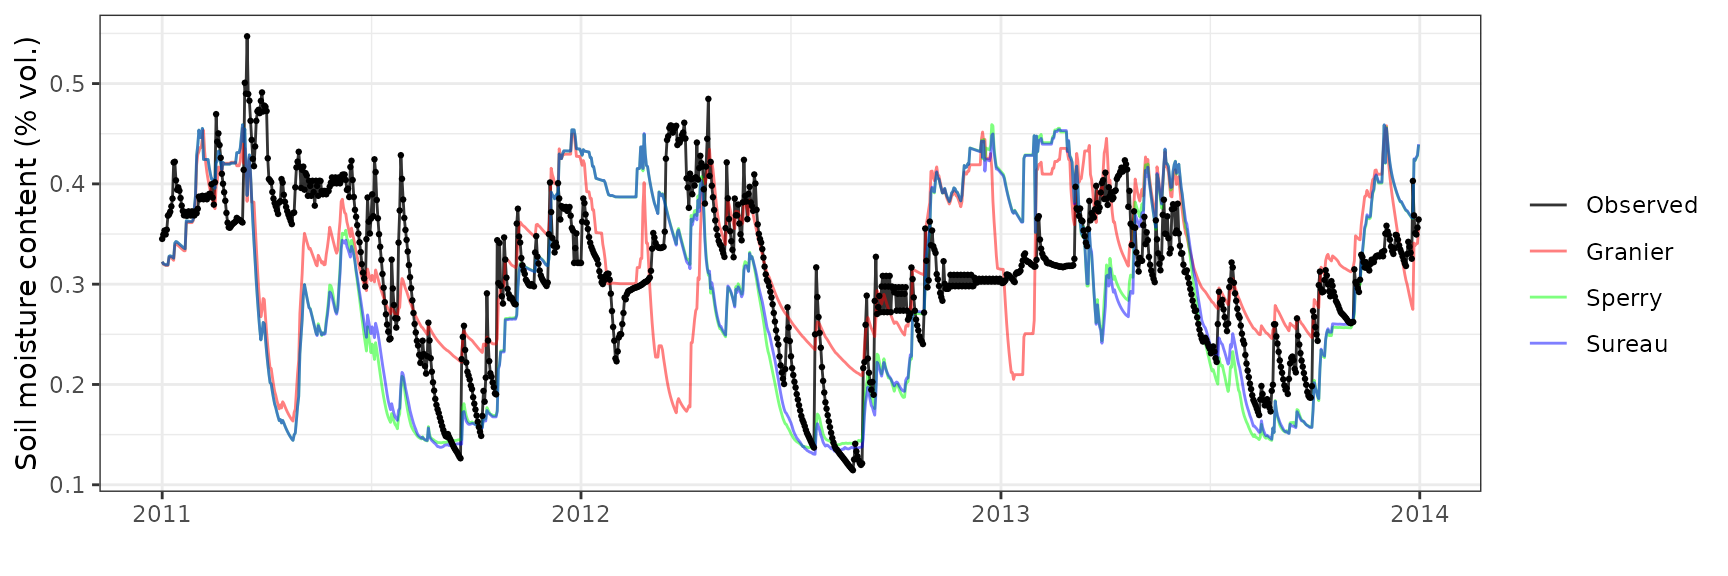 Soil moisture content (% vol.)
0.5
0.4
0.3
0.2
0.1
2011
2012
2013
2014
Observed
Granier
Sperry
Sureau